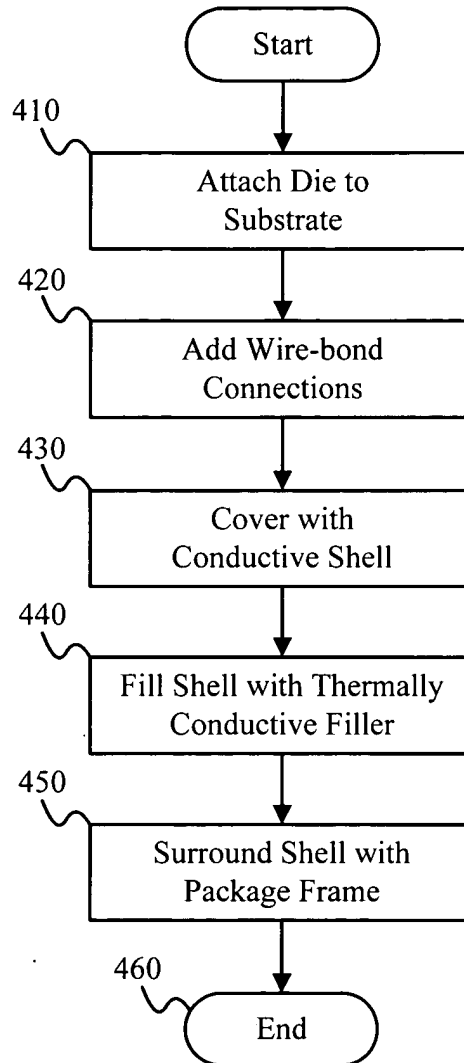 Start
410
Attach Die to
Substrate
420
Add Wire-bond
Connections
430
Cover with
Conductive Shell
440
Fill Shell with Thermally
Conductive Filler
450
Surround Shell with
Package Frame
460
End